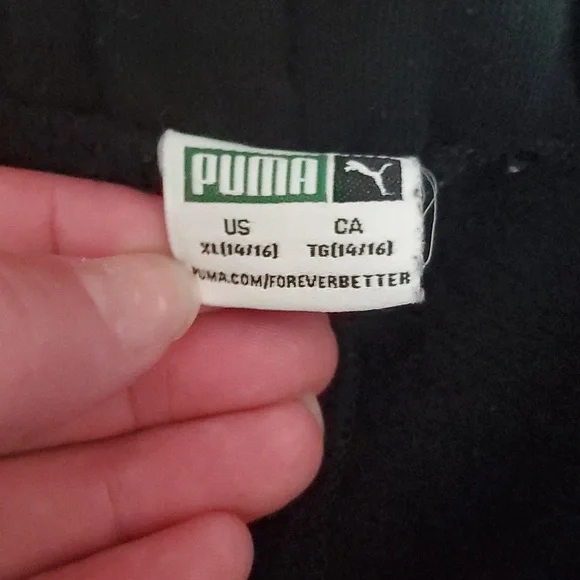 PUMA
US CA
XL(14/16) TG(14/16)
PUMA.COM/FOREVERBETTER